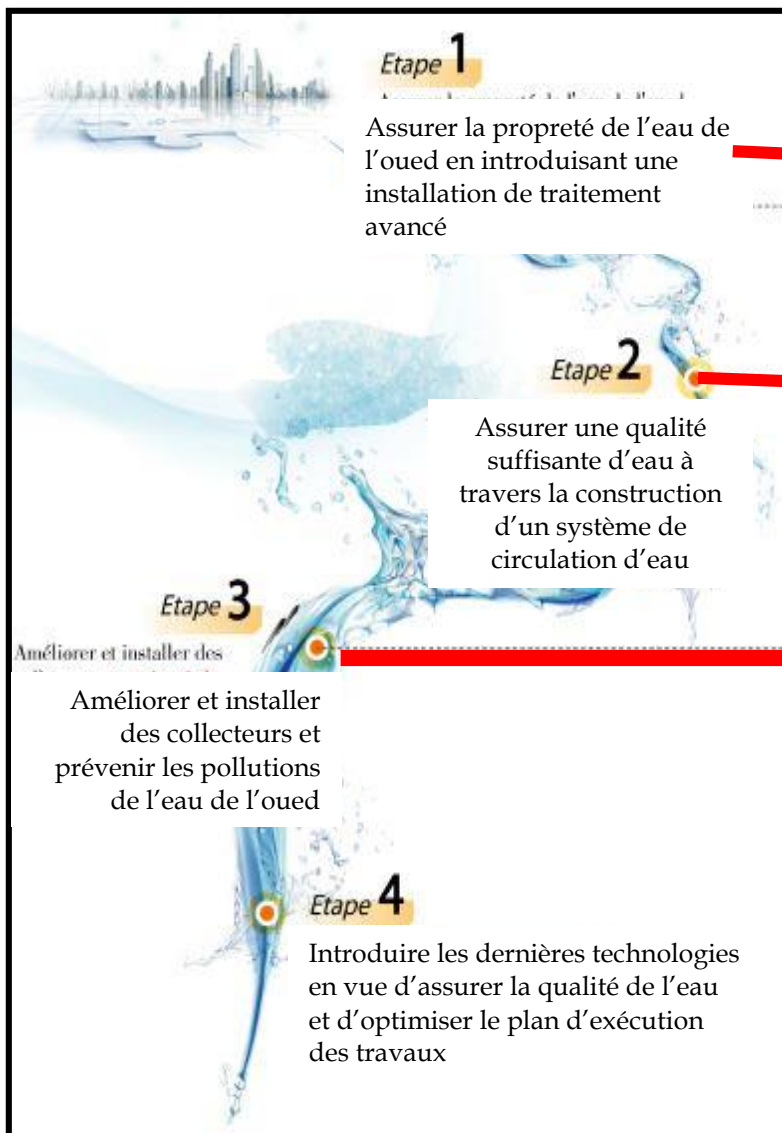 Etape 1
Assurer la propreté de l'eau de
l'oued en introduisant une
installation de traitement
avancé
Etape 2
Assurer une qualité
suffisante d'eau à
travers la construction
d'un système de
circulation d'eau
Etape 3
Améliorer et installer des
Améliorer et installer
des collecteurs et
prévenir les pollutions
de l'eau de l'oued
Etape 4
Introduire les dernières technologies
en vue d'assurer la qualité de l'eau
et d'optimiser le plan d'exécution
des travaux